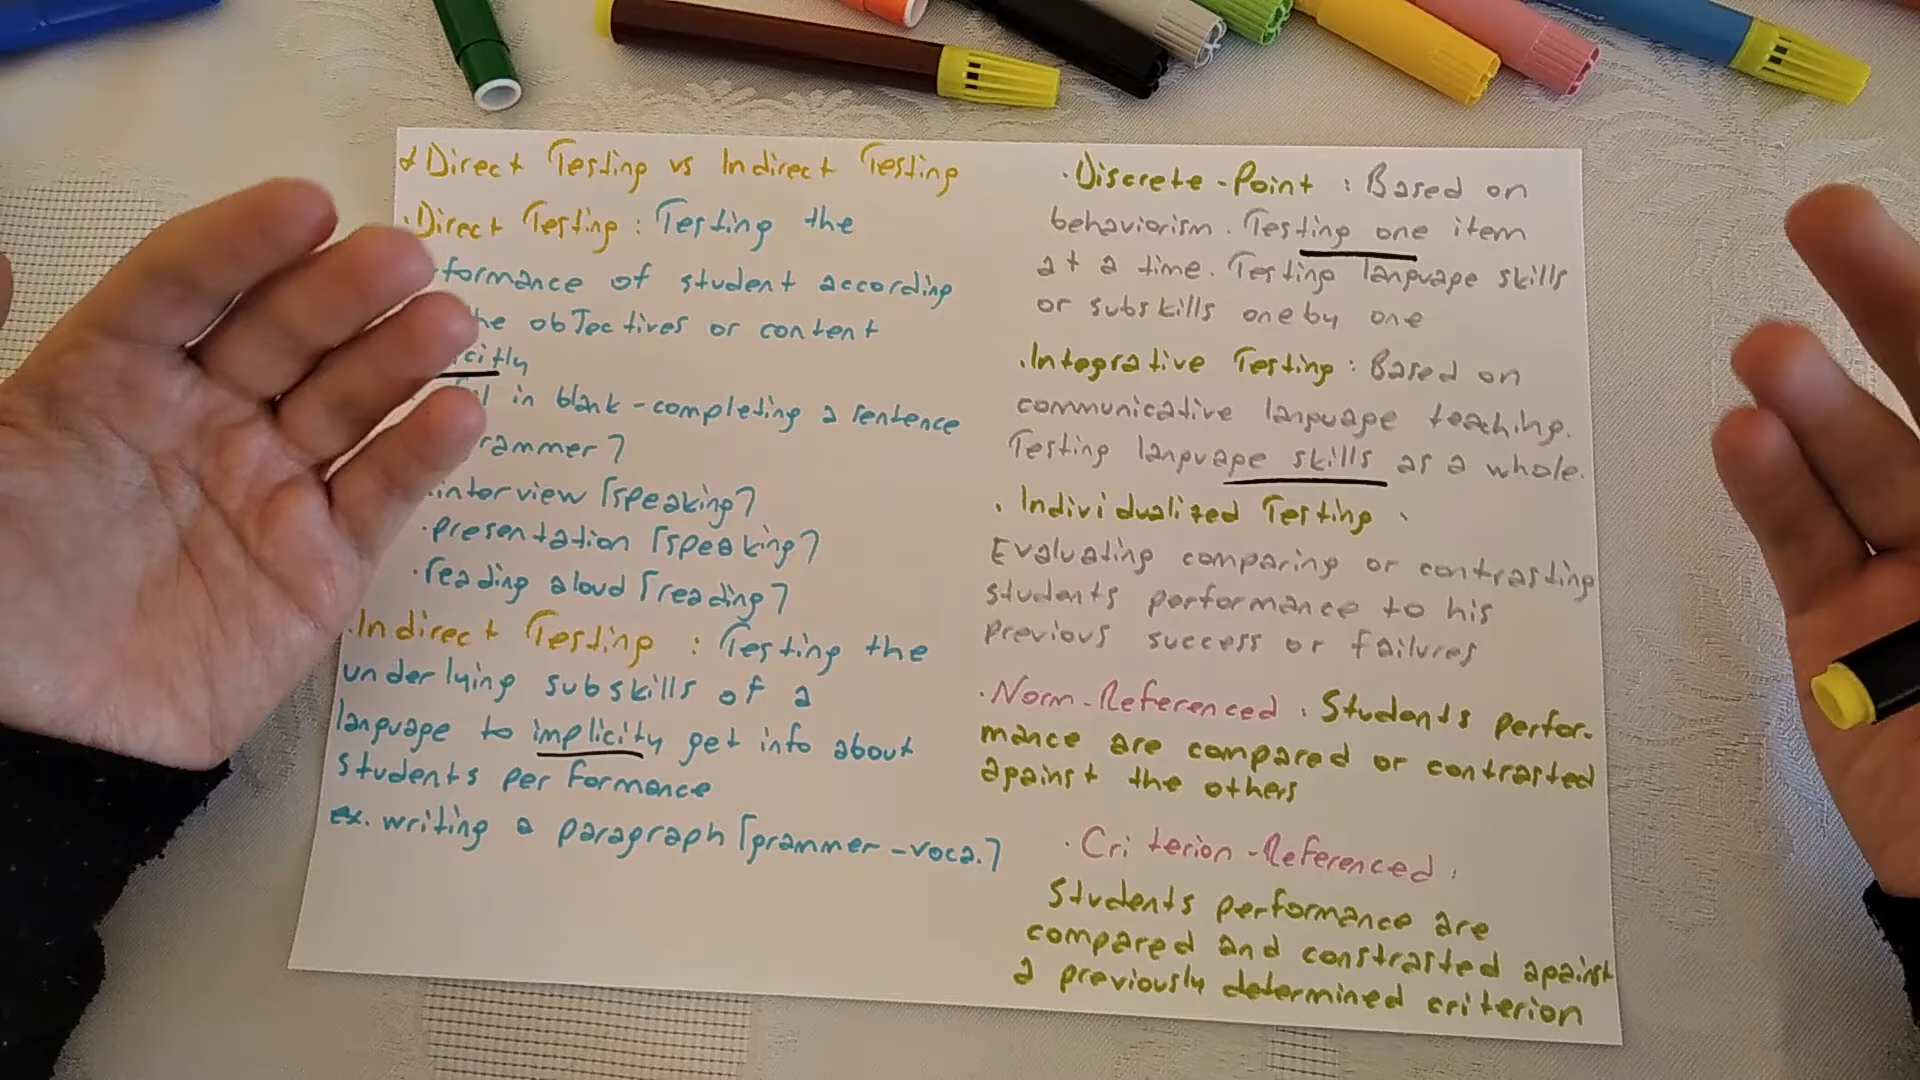 Direct Testing vs Indirect Testing
· Direct Testing : Testing the
formance of student according
he objectives or content
citly
in blank - completing a sentence
rammer]
· interview [speaking]
· presentation [speaking]
· reading aloud [reading]
· Indirect Testing : Testing the
underlying subskills of a
language to implicity get info about
students performance
ex. writing a paragraph [grammer - voca.]
· Discrete - Point : Based on
behaviorism. Testing one item
at a time. Testing language skills
or subskills one by one
· Integrative Testing : Based on
communicative language teaching.
Testing language skills as a whole.
· Individualized Testing ·
Evaluating comparing or contrasting
students performance to his
previous success or failures
· Norm-Referenced : Students perfor-
mance are compared or contrasted
against the others
· Criterion-Referenced :
Students performance are
compared and constrasted against
a previously determined criterion